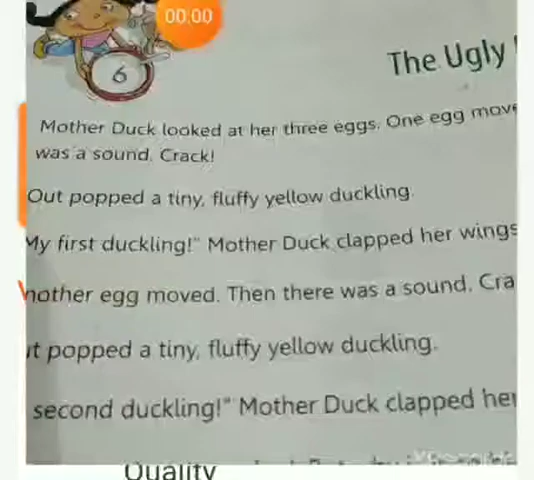 00:00
6
The Ugly
Mother Duck looked at her three eggs. One egg move
was a sound. Crack!
Out popped a tiny, fluffy yellow duckling.
My first duckling!" Mother Duck clapped her wings
nother egg moved. Then there was a sound. Cra
ut popped a tiny, fluffy yellow duckling.
second duckling!" Mother Duck clapped her
Quality